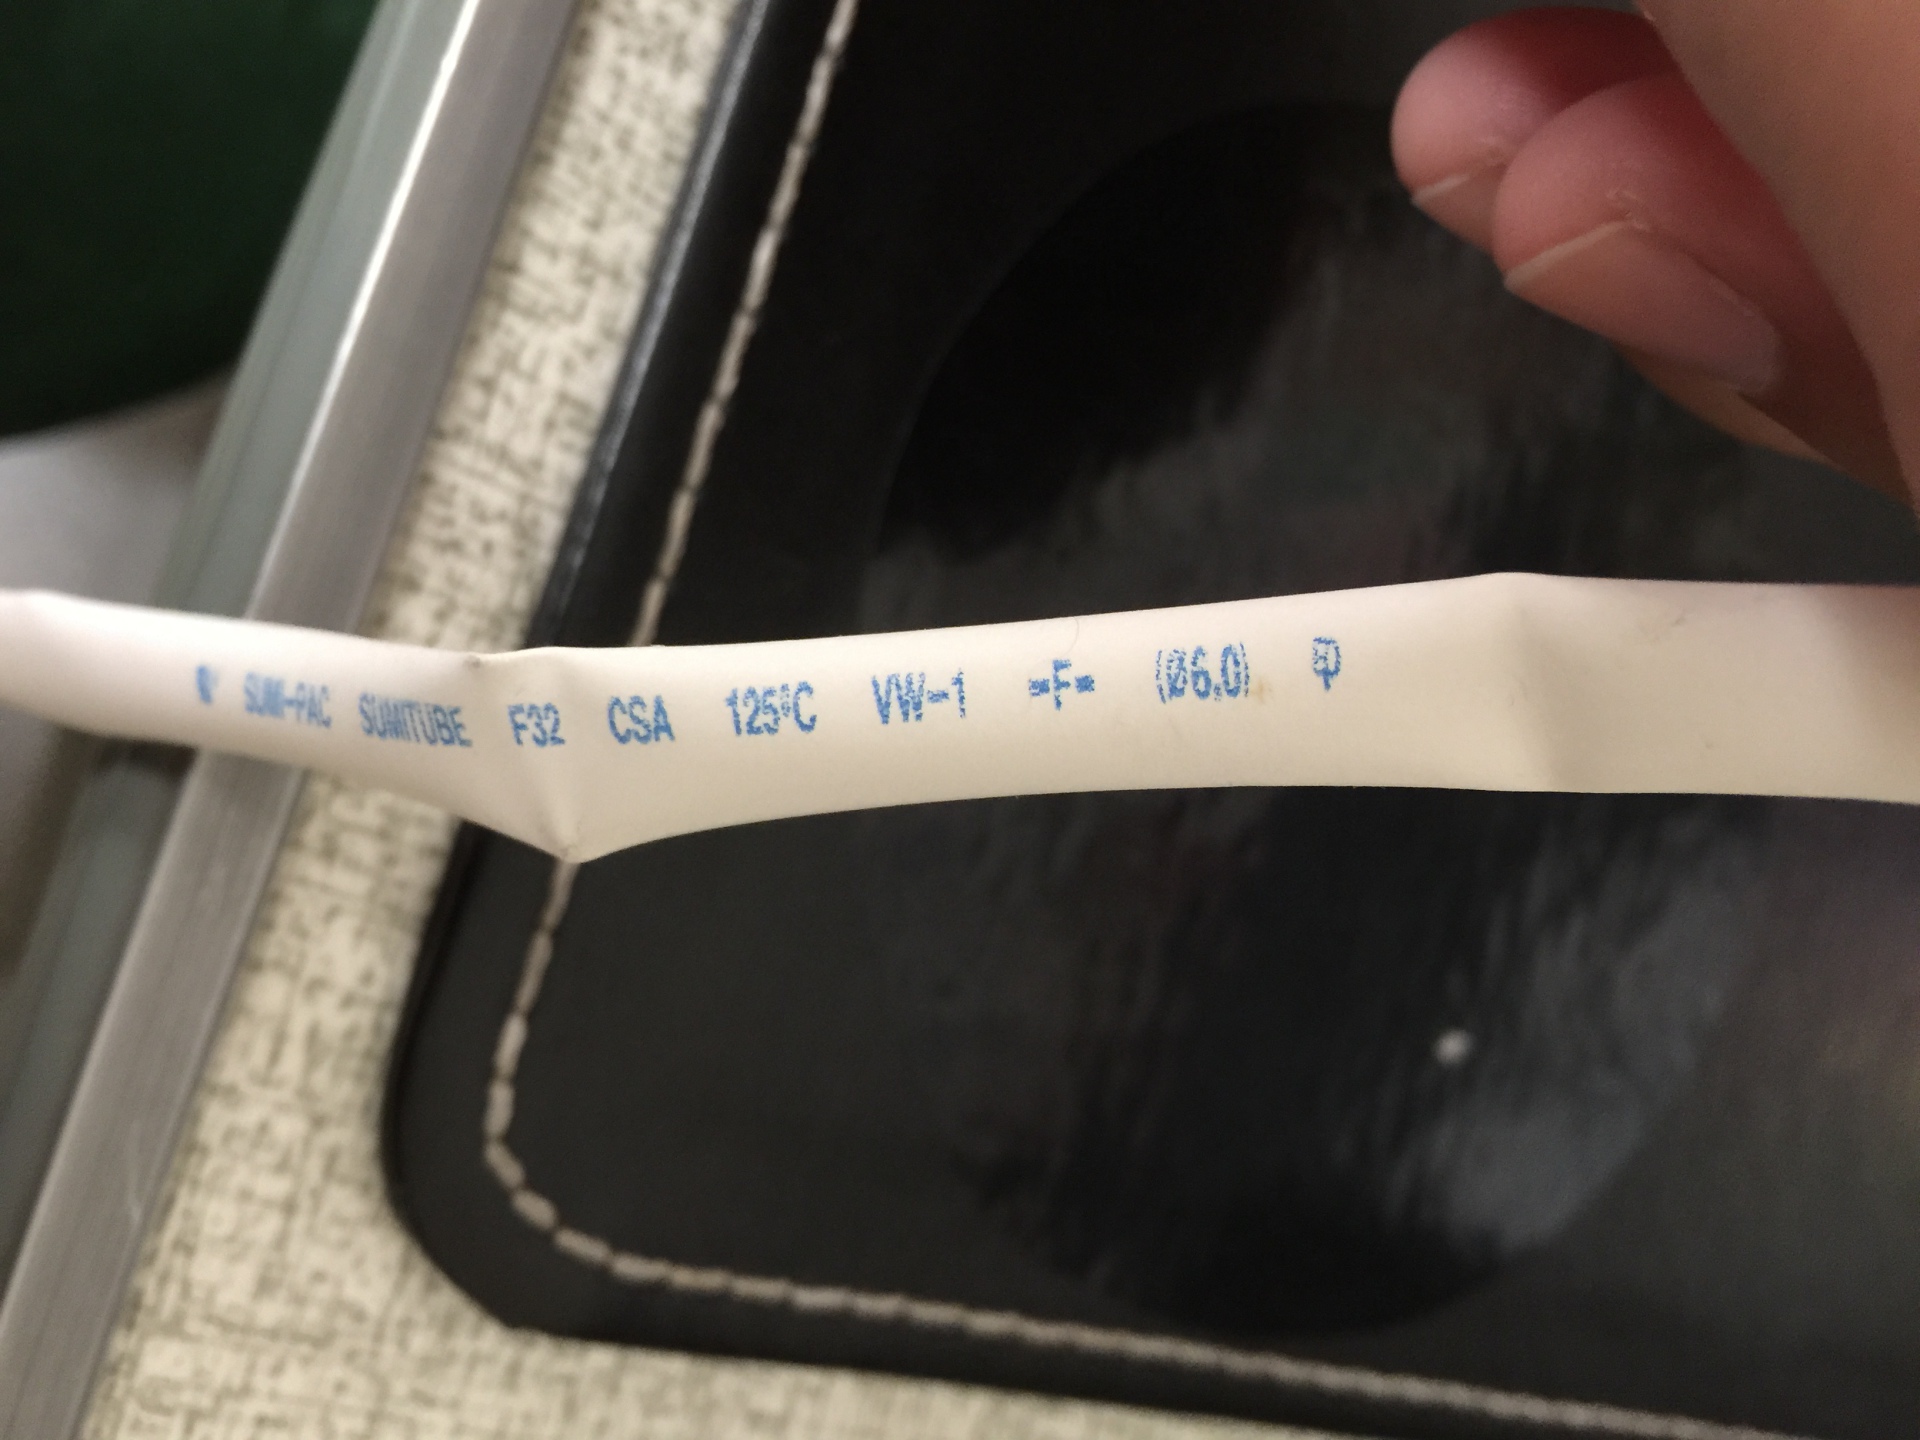 SUMI-PAC SUMITUBE F32 CSA 125°C VW-1 -F- (Ø6.0)